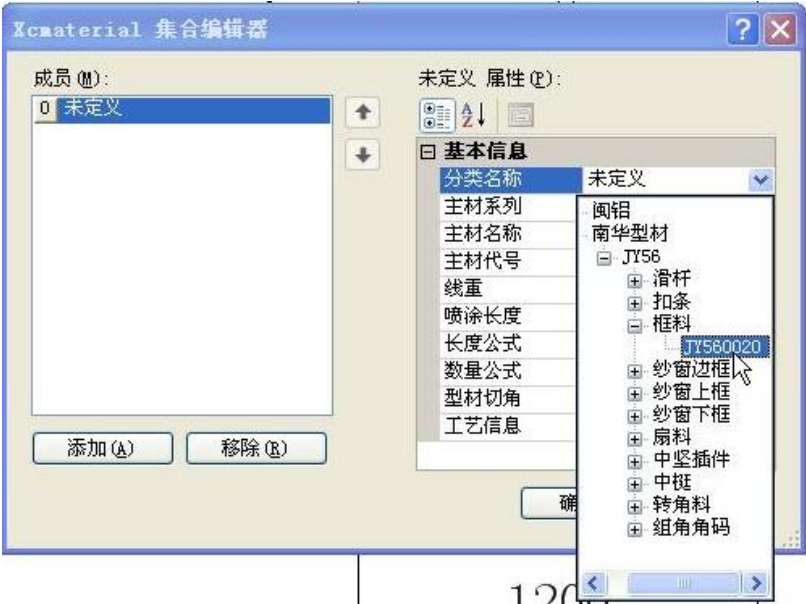 Xcmaterial 集合编辑器
成员(M):
0 未定义
添加(A)
移除(R)
未定义 属性(P):
基本信息
分类名称 未定义
主材系列
主材名称
主材代号
线重
喷涂长度
长度公式
数量公式
型材切角
工艺信息
闽铝
南华型材
JY56
滑杆
扣条
框料
JY560020
纱窗边框
纱窗上框
纱窗下框
扇料
中坚插件
中梃
转角料
组角角码
确
120